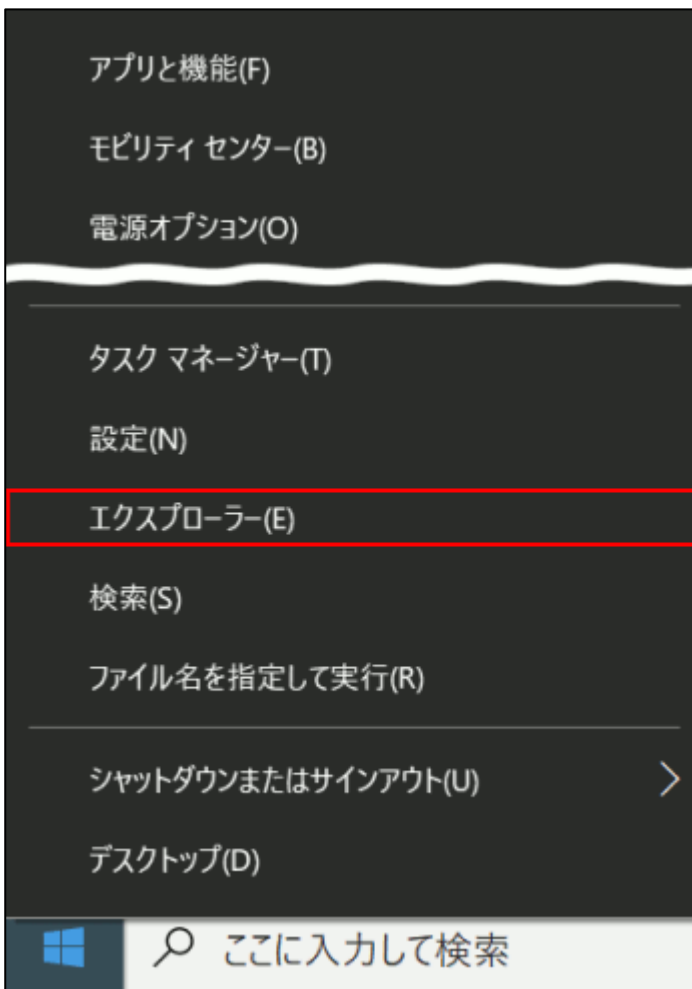 アプリと機能(F)
モビリティ センター(B)
電源オプション(O)
タスク マネージャー(T)
設定(N)
エクスプローラー(E)
検索(S)
ファイル名を指定して実行(R)
シャットダウンまたはサインアウト(U)
デスクトップ(D)
ここに入力して検索